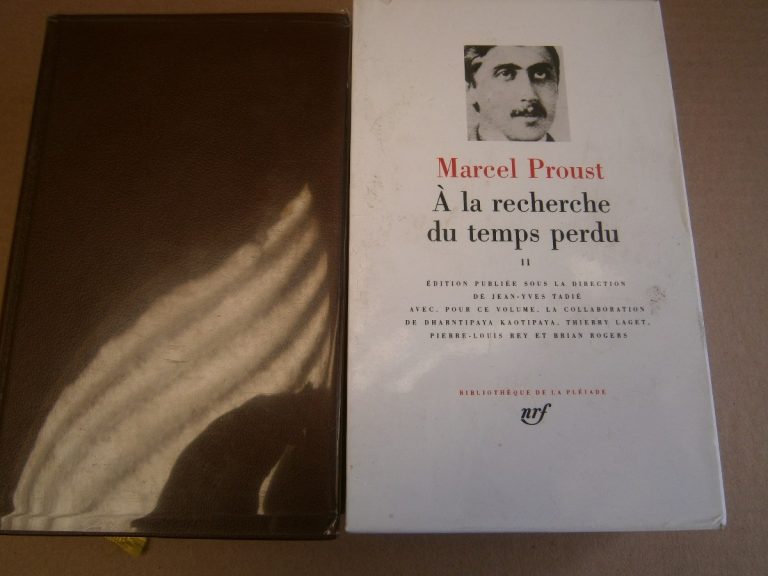 Marcel Proust
À la recherche
du temps perdu
II
ÉDITION PUBLIÉE SOUS LA DIRECTION
DE JEAN-YVES TADIÉ
AVEC, POUR CE VOLUME, LA COLLABORATION
DE DHARNTIPAYA KAOTIPAYA, THIERRY LAGET,
PIERRE-LOUIS REY ET BRIAN ROGERS
BIBLIOTHÈQUE DE LA PLÉIADE
nrf